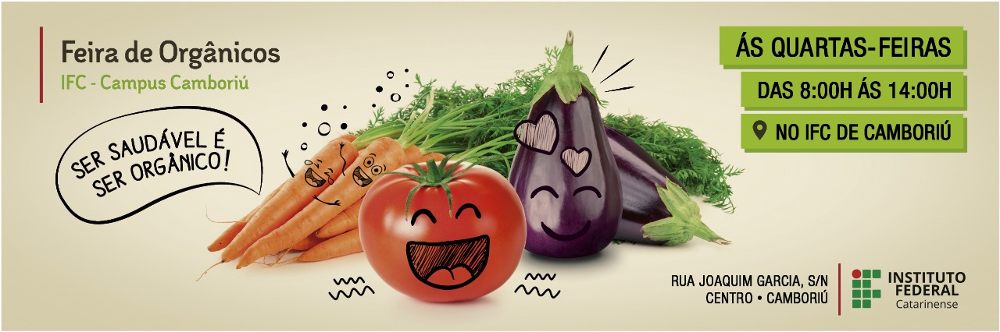 Feira de Orgânicos
IFC - Campus Camboriú
SER SAUDÁVEL É
SER ORGÂNICO!
ÁS QUARTAS-FEIRAS
DAS 8:00H ÁS 14:00H
NO IFC DE CAMBORIÚ
RUA JOAQUIM GARCIA, S/N
CENTRO • CAMBORIÚ
INSTITUTO
FEDERAL
Catarinense